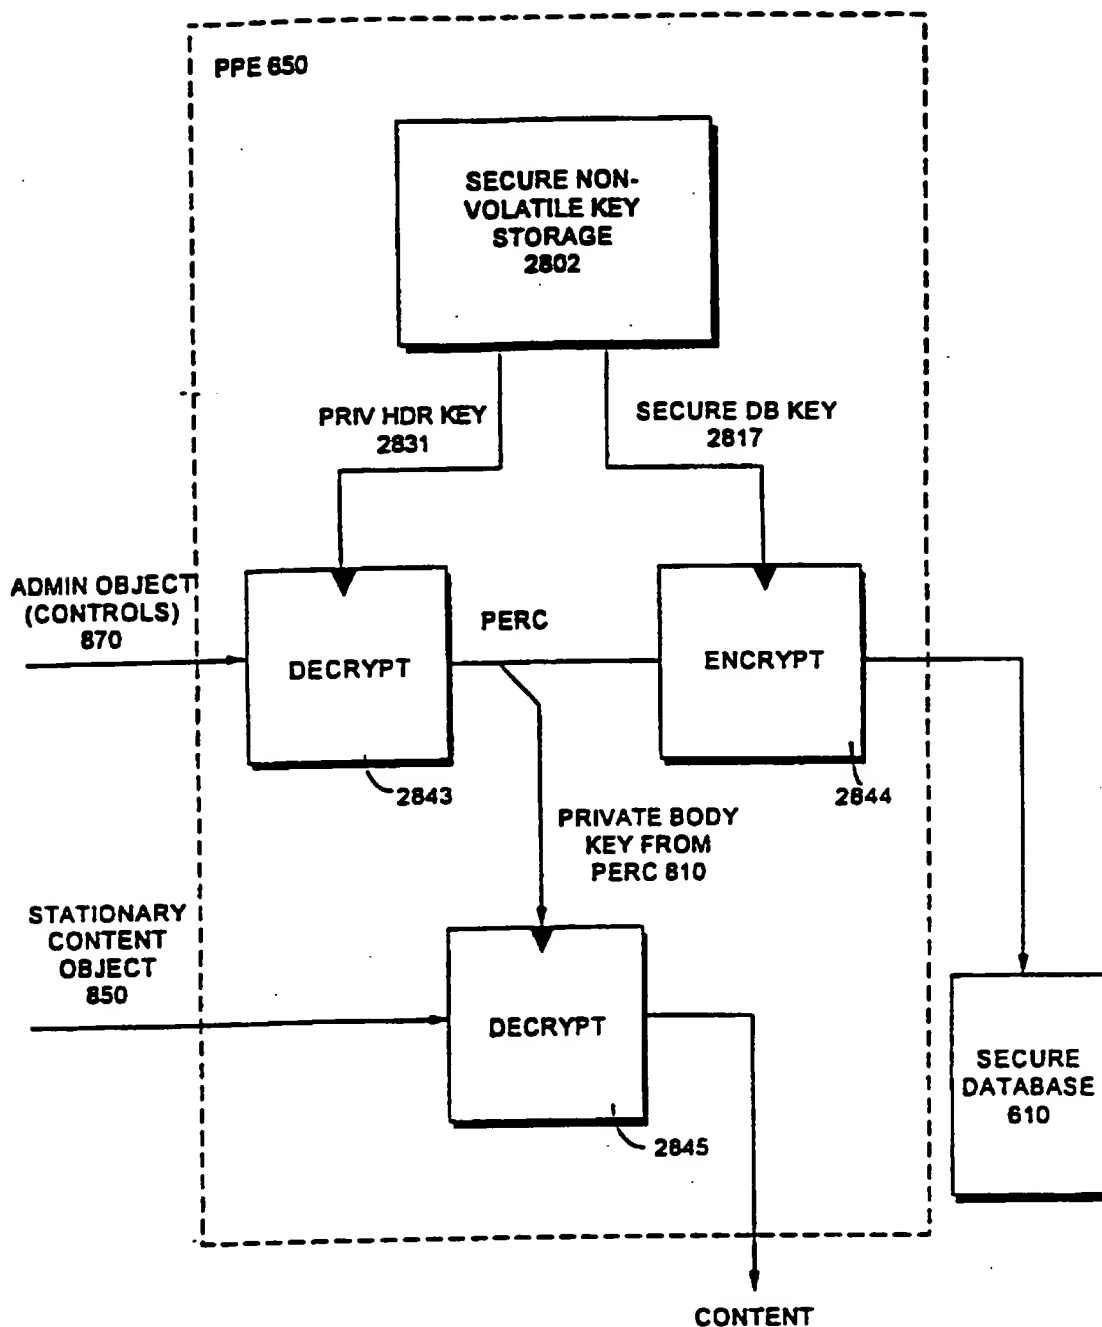 PPE 650
SECURE NON-
VOLATILE KEY
STORAGE
2802
PRIV HDR KEY
2831
SECURE DB KEY
2817
ADMIN OBJECT
(CONTROLS)
870
DECRYPT
PERC
ENCRYPT
2843
2844
PRIVATE BODY
KEY FROM
PERC 810
STATIONARY
CONTENT
OBJECT
850
DECRYPT
2845
SECURE
DATABASE
610
CONTENT